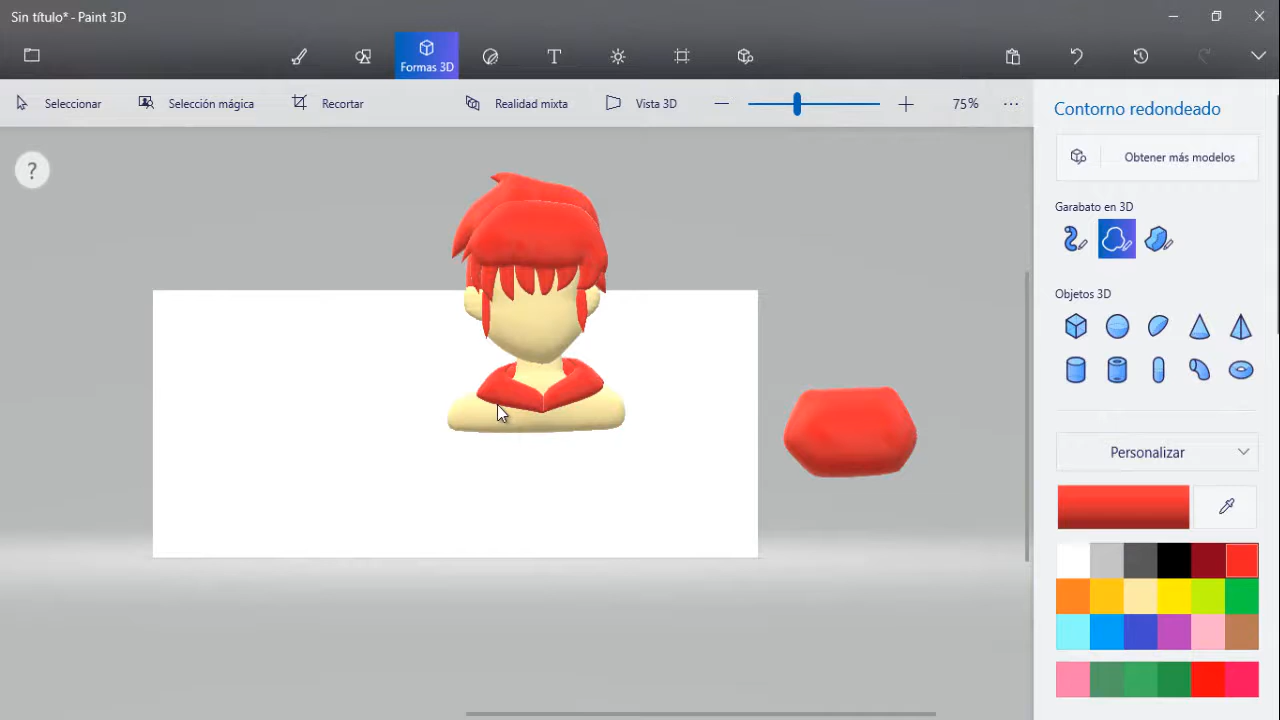 Sin título* - Paint 3D
Formas 3D
Seleccionar
Selección mágica
Recortar
Realidad mixta
Vista 3D
75%
Contorno redondeado
Obtener más modelos
Garabato en 3D
Objetos 3D
Personalizar
?
T